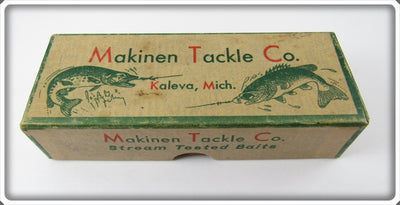 Makinen Tackle Co.
Kaleva, Mich.
Makinen Tackle Co.
Stream Tested Baits